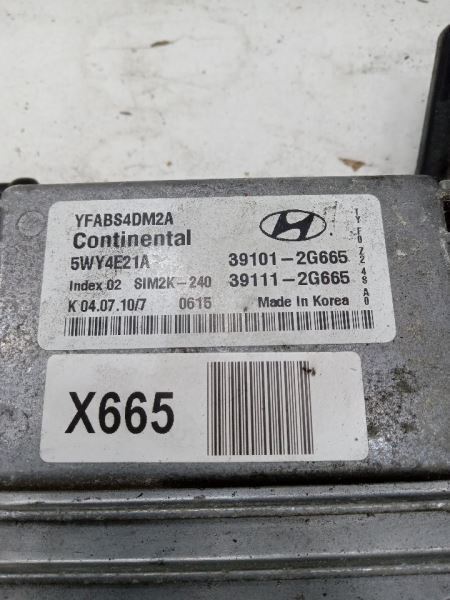 YFABS4DM2A
Continental
5WY4E21A 39101-2G665
Index 02 SIM2K-240 39111-2G665
K 04.07.10/7 0615 Made In Korea
X665